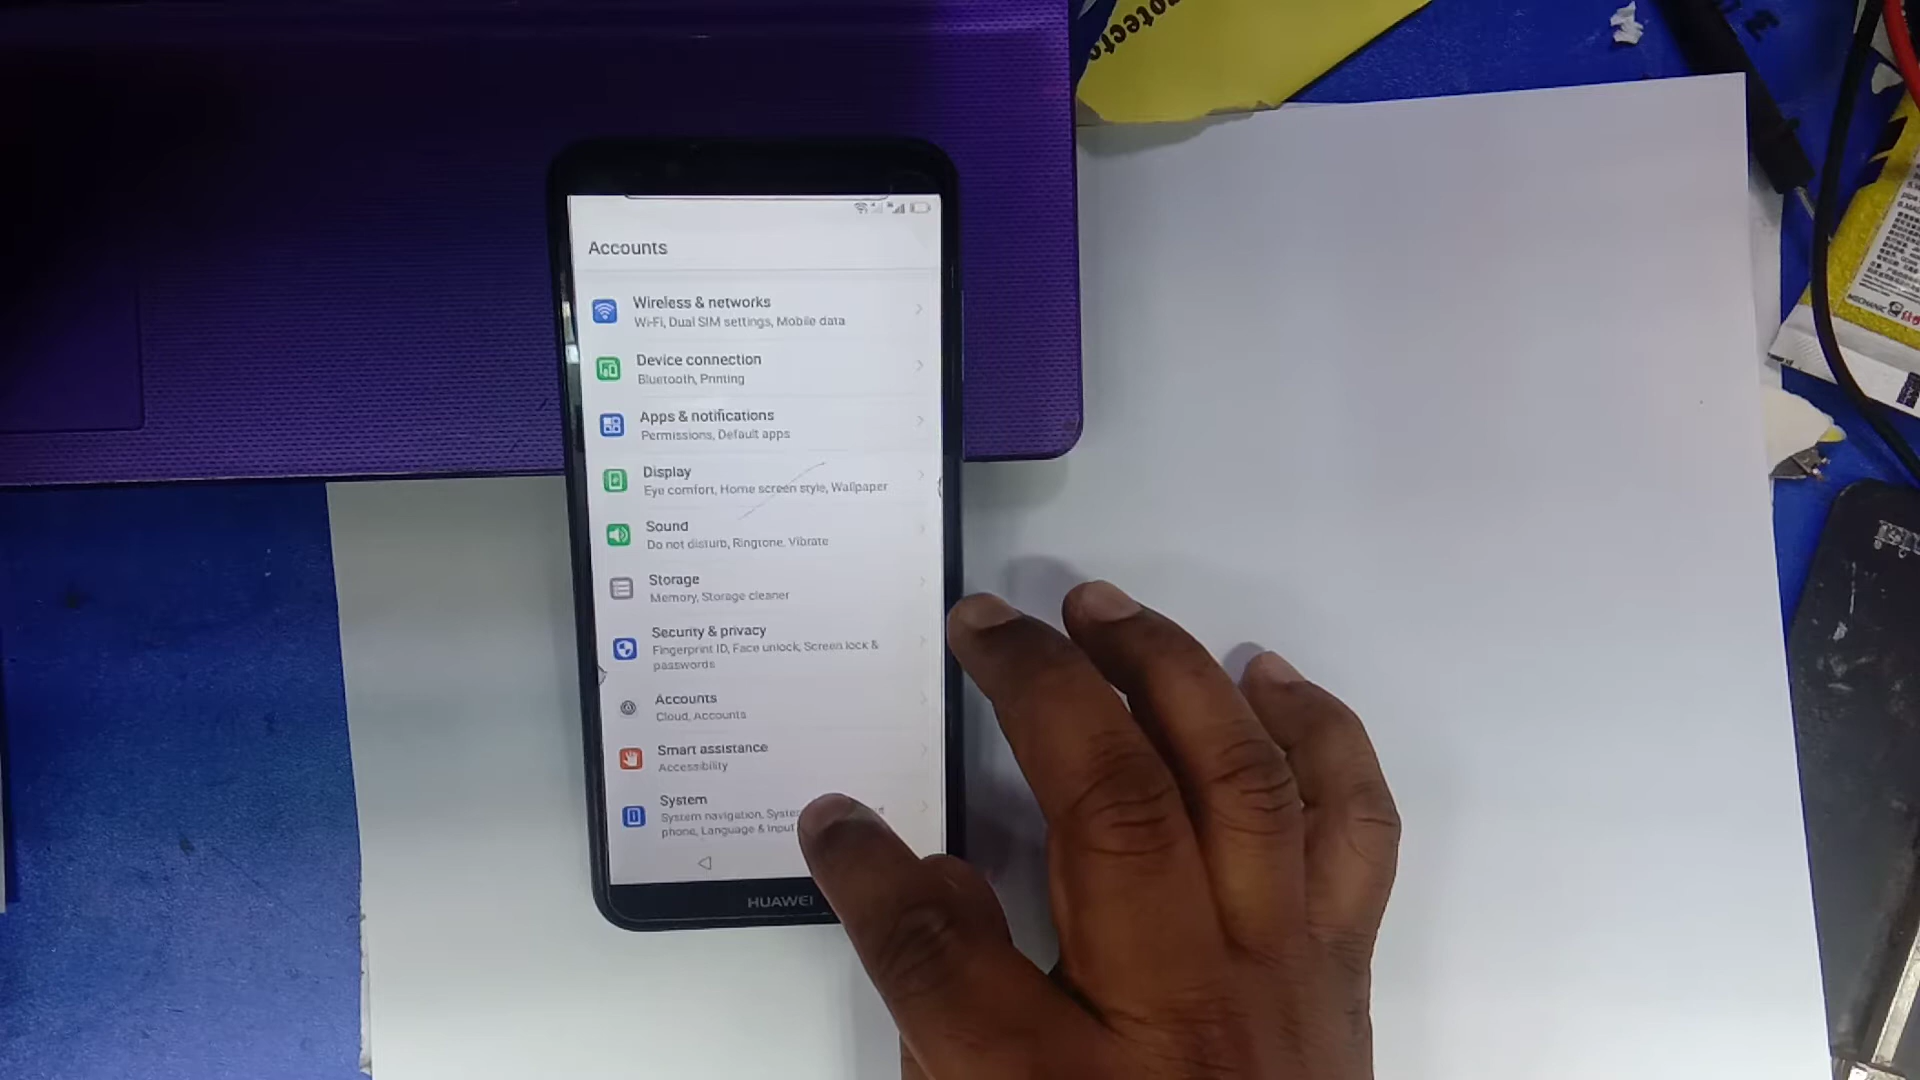 otecto
Accounts
Wireless & networks
Wi-Fi, Dual SIM settings, Mobile data
Device connection
Bluetooth, Printing
Apps & notifications
Permissions, Default apps
Display
Eye comfort, Home screen style, Wallpaper
Sound
Do not disturb, Ringtone, Vibrate
Storage
Memory, Storage cleaner
Security & privacy
Fingerprint ID, Face unlock, Screen lock &
passwords
Accounts
Cloud, Accounts
Smart assistance
Accessibility
System
System navigation, Syste
phone, Language & input
HUAWEI
MECHANIC